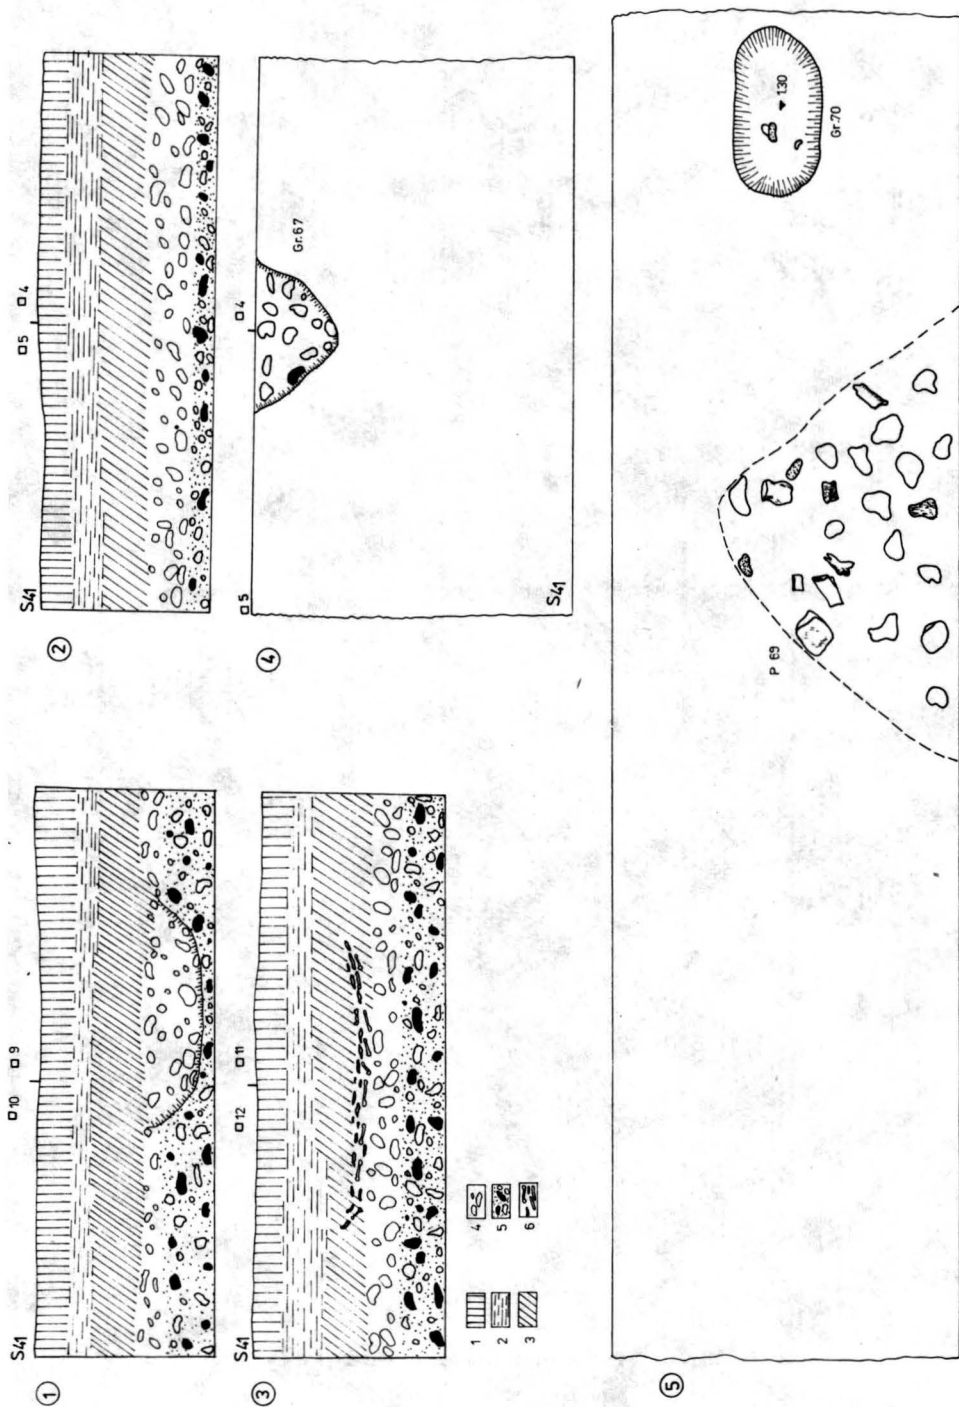 ① S41 □10 □9
② S41 □5 □4
③ S41 □12 □11
④ □5 □4
Gr.67
S41
1 2 3
4 5 6
⑤
P 69
130
Gr.70